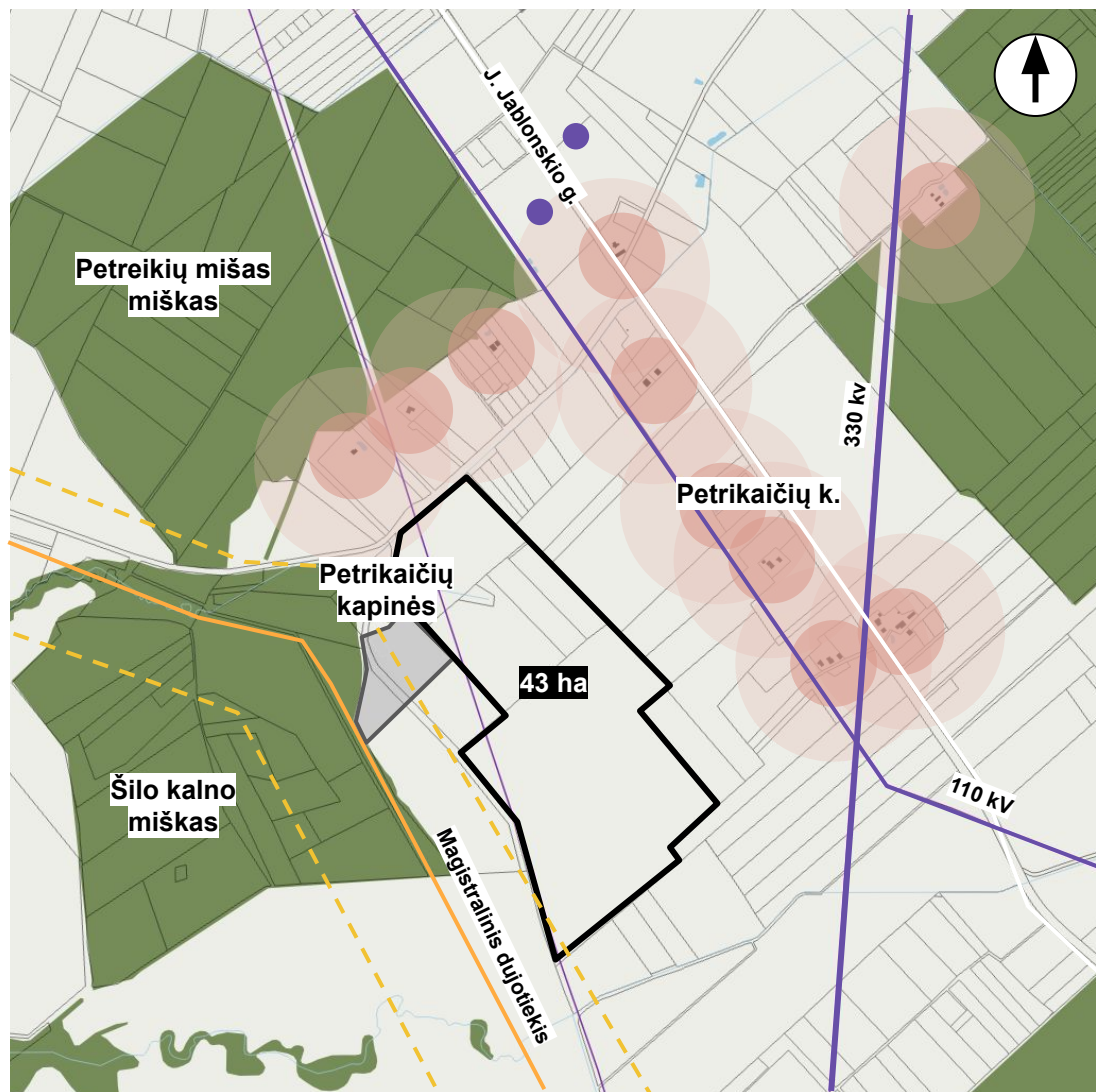 J. Jablonskio g.
Petreikių mišas
miškas
330 kv
Petrikaičių k.
Petrikaičių
kapinės
43 ha
Šilo kalno
miškas
110 kV
Magistralinis dujotiekis